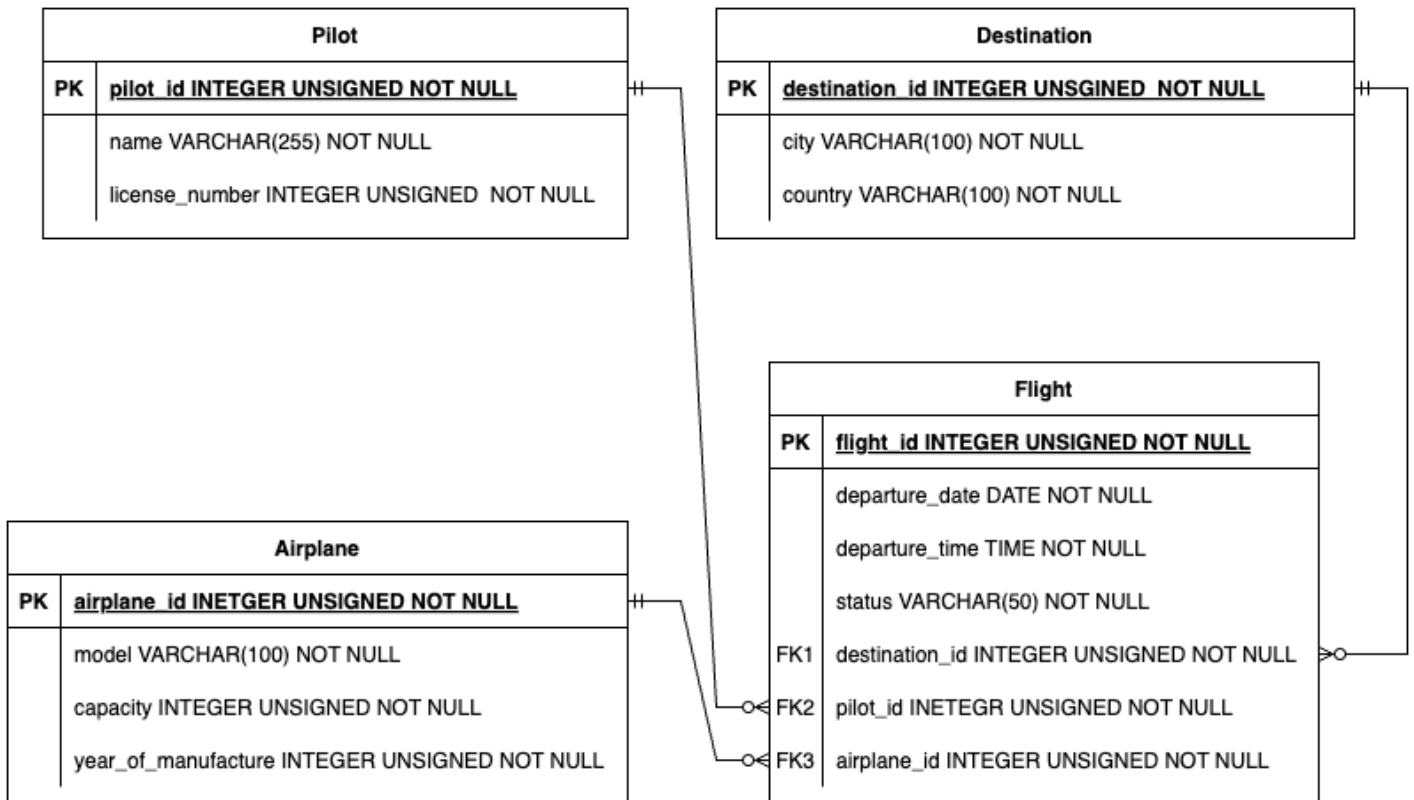 Pilot
PK pilot_id INTEGER UNSIGNED NOT NULL
name VARCHAR(255) NOT NULL
license_number INTEGER UNSIGNED  NOT NULL
Destination
PK destination_id INTEGER UNSGINED  NOT NULL
city VARCHAR(100) NOT NULL
country VARCHAR(100) NOT NULL
Airplane
PK airplane_id INETGER UNSIGNED NOT NULL
model VARCHAR(100) NOT NULL
capacity INTEGER UNSIGNED NOT NULL
year_of_manufacture INTEGER UNSIGNED NOT NULL
Flight
PK flight_id INTEGER UNSIGNED NOT NULL
departure_date DATE NOT NULL
departure_time TIME NOT NULL
status VARCHAR(50) NOT NULL
FK1 destination_id INTEGER UNSIGNED NOT NULL
FK2 pilot_id INETEGR UNSIGNED NOT NULL
FK3 airplane_id INTEGER UNSIGNED NOT NULL